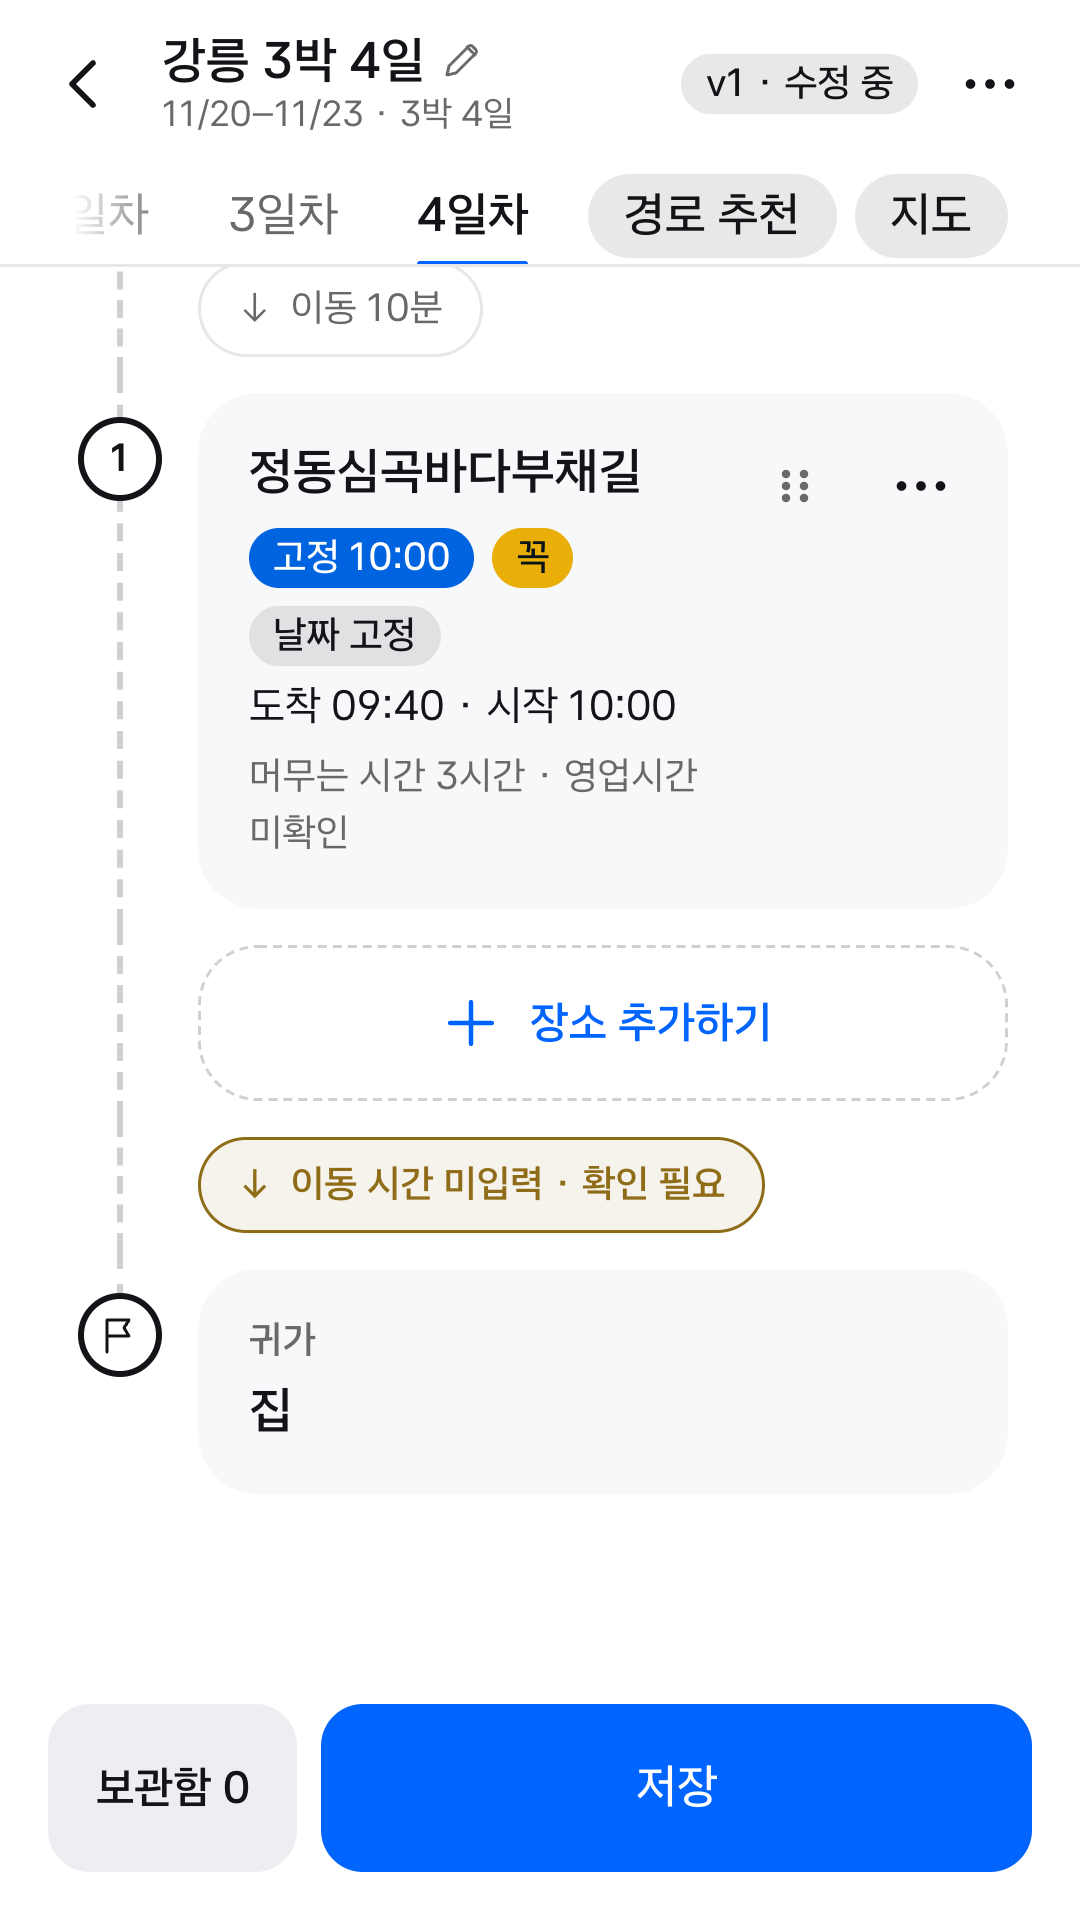 강릉 3박 4일
11/20–11/23 · 3박 4일
v1 · 수정 중
일차
3일차
4일차
경로 추천
지도
↓ 이동 10분
1
정동심곡바다부채길
고정 10:00
꼭
날짜 고정
도착 09:40 · 시작 10:00
머무는 시간 3시간 · 영업시간
미확인
+ 장소 추가하기
↓ 이동 시간 미입력 · 확인 필요
귀가
집
보관함 0
저장